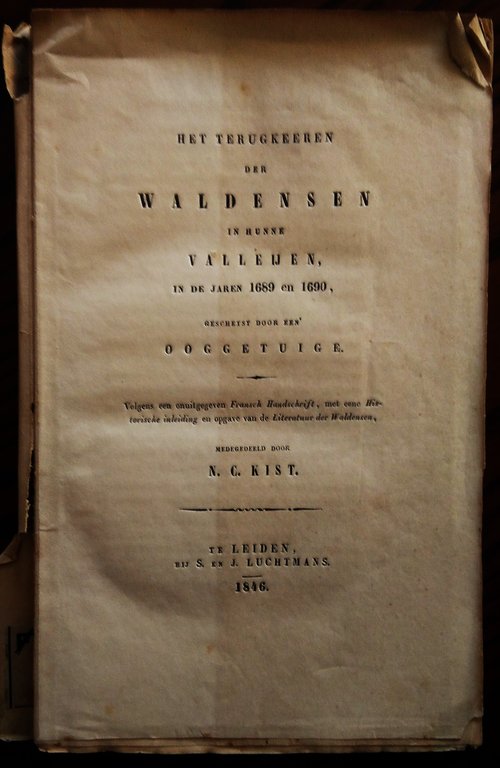 HET TERUGKEEREN
DER
WALDENSEN
IN HUNNE
VALLEIJEN,
IN DE JAREN 1689 en 1690,
GESCHETST DOOR EEN'
OOGGETUIGE.
Volgens een onuitgegeven Fransch Handschrift, met eene His-
torische inleiding en opgave van de Literatuur der Waldensen,
MEDEGEDEELD DOOR
N. C. KIST.
TE LEIDEN,
BIJ S. EN J. LUCHTMANS.
1846.